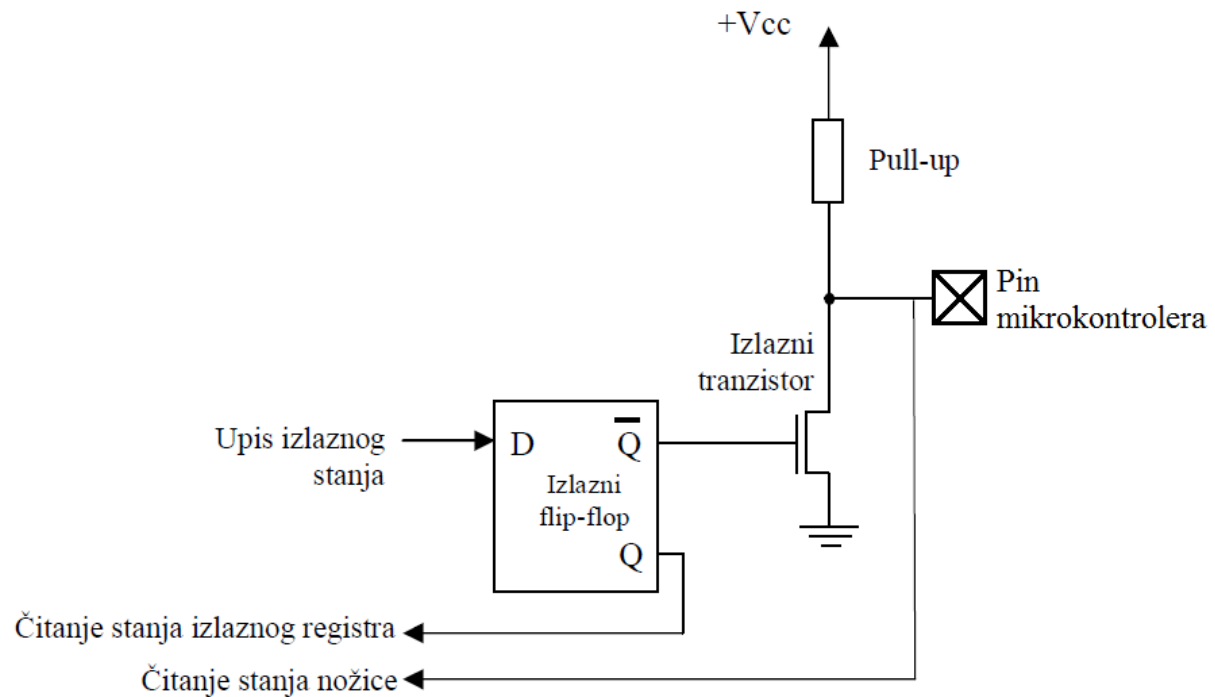 +Vcc
Pull-up
Pin
mikrokontrolera
Izlazni
tranzistor
Upis izlaznog
stanja
D
Q̅
Izlazni
flip-flop
Q
Čitanje stanja izlaznog registra
Čitanje stanja nožice